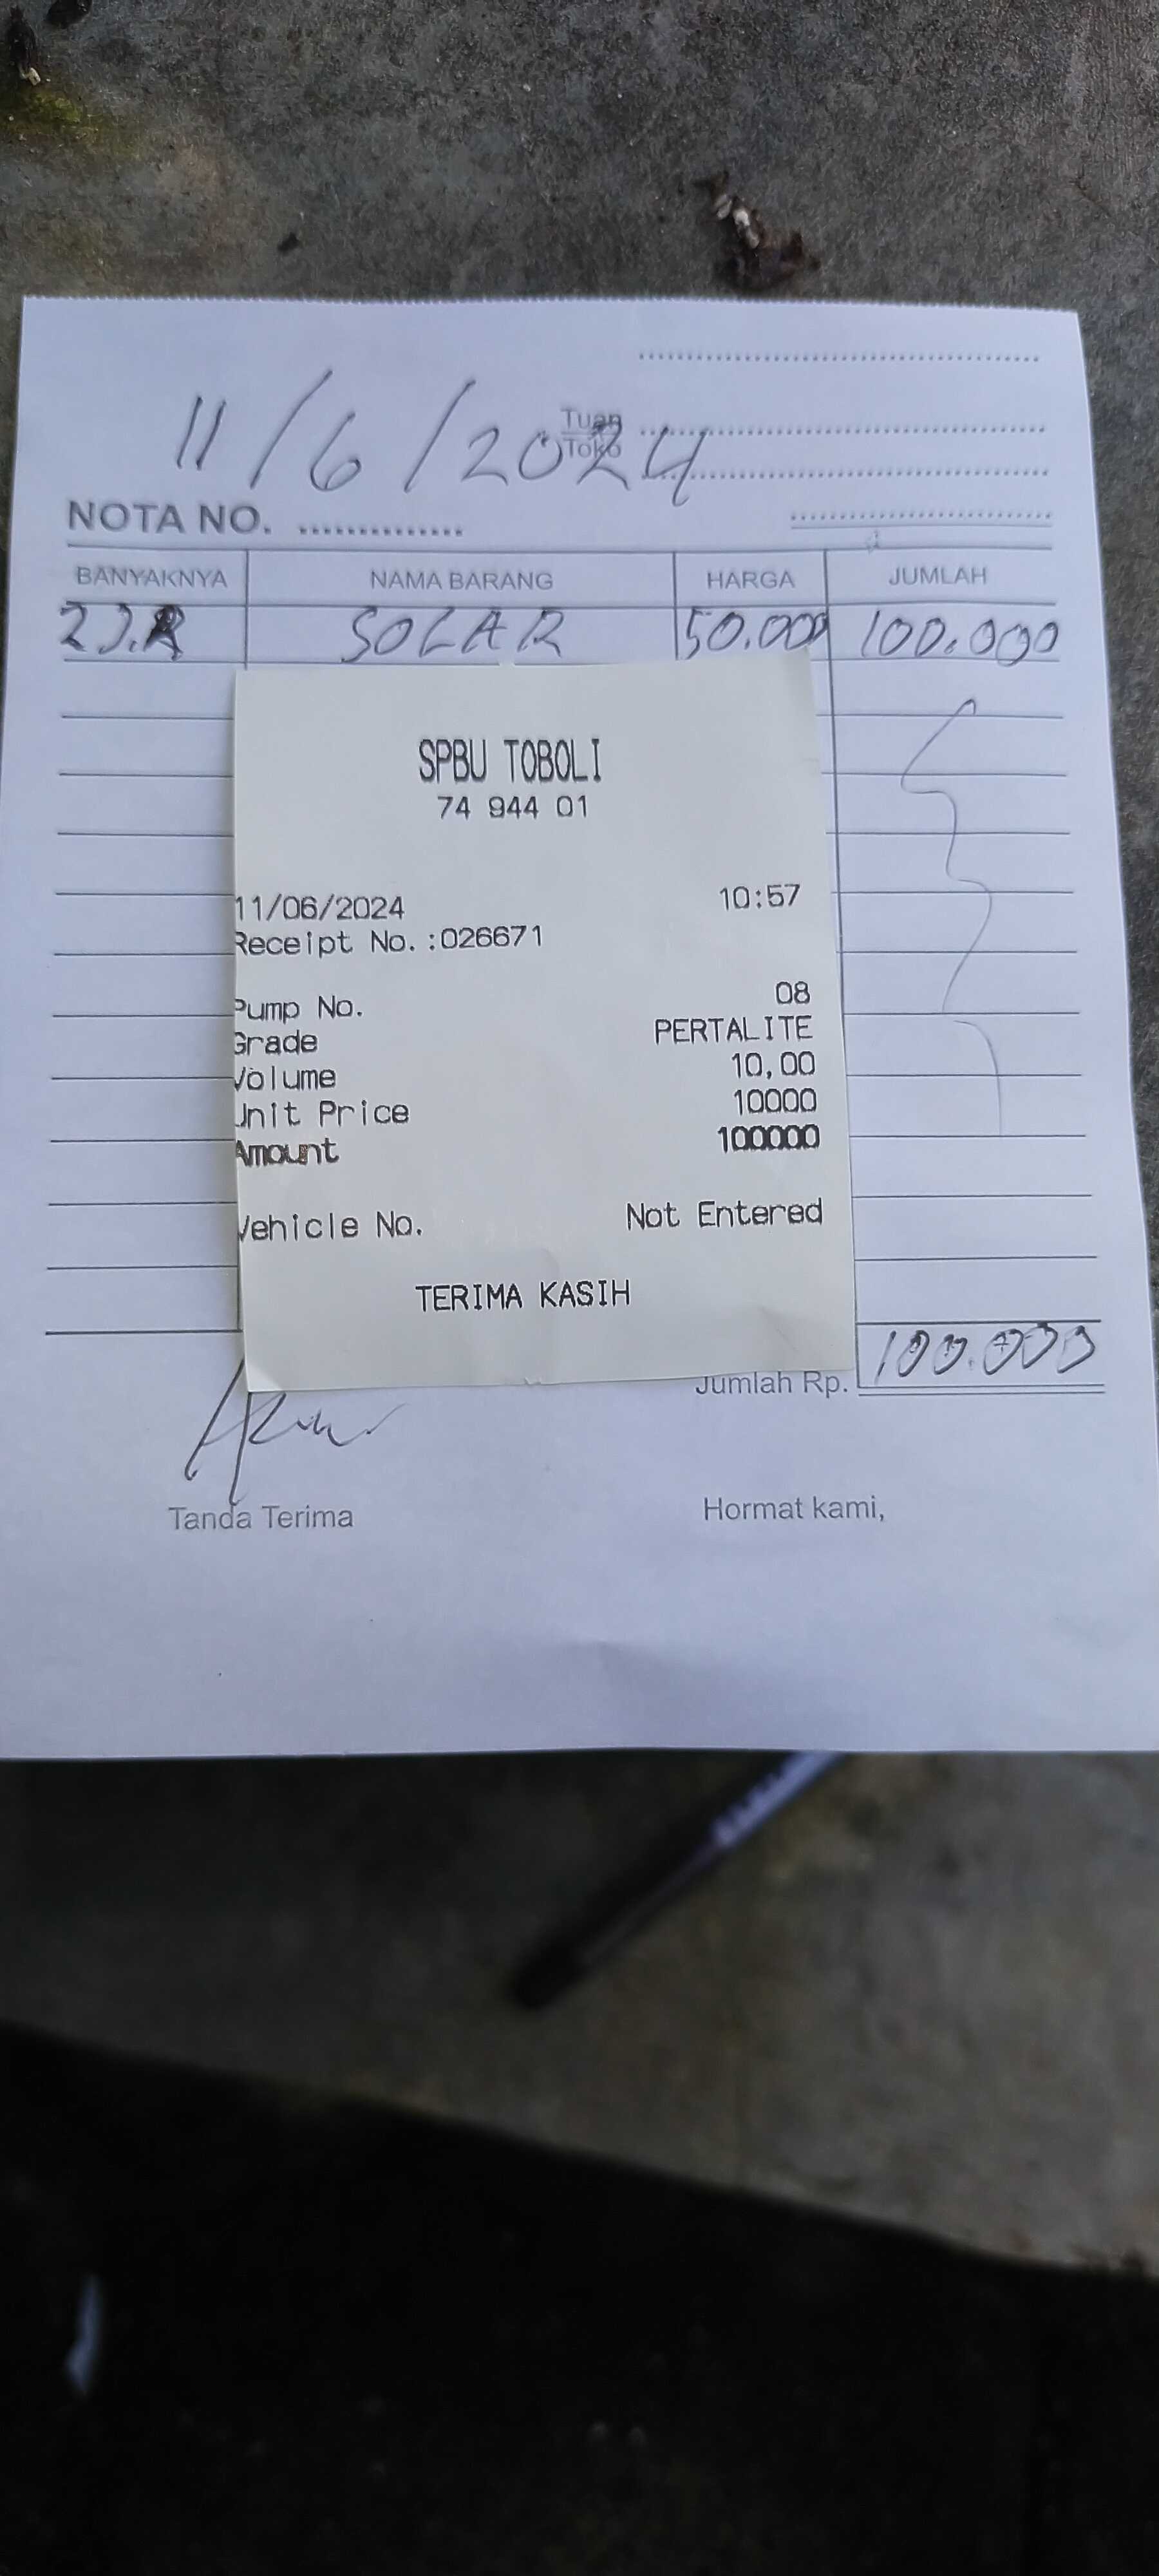 11/6/2024
Tuan
Toko
NOTA NO.
BANYAKNYA NAMA BARANG HARGA JUMLAH
SOLAR 50.000 100.000
SPBU TOBOLI
74 944 01
11/06/2024 10:57
Receipt No.:026671
Pump No. 08
Grade PERTALITE
Volume 10,00
Unit Price 10000
Amount 100000
Vehicle No. Not Entered
TERIMA KASIH
Jumlah Rp. 100.000
Tanda Terima Hormat kami,